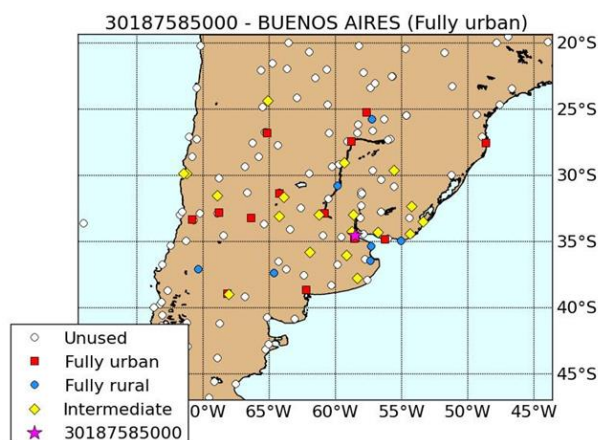 30187585000 - BUENOS AIRES (Fully urban)
20°S
25°S
30°S
35°S
40°S
45°S
Unused
Fully urban
Fully rural
Intermediate
30187585000
0°W 65°W 60°W 55°W 50°W 45°W